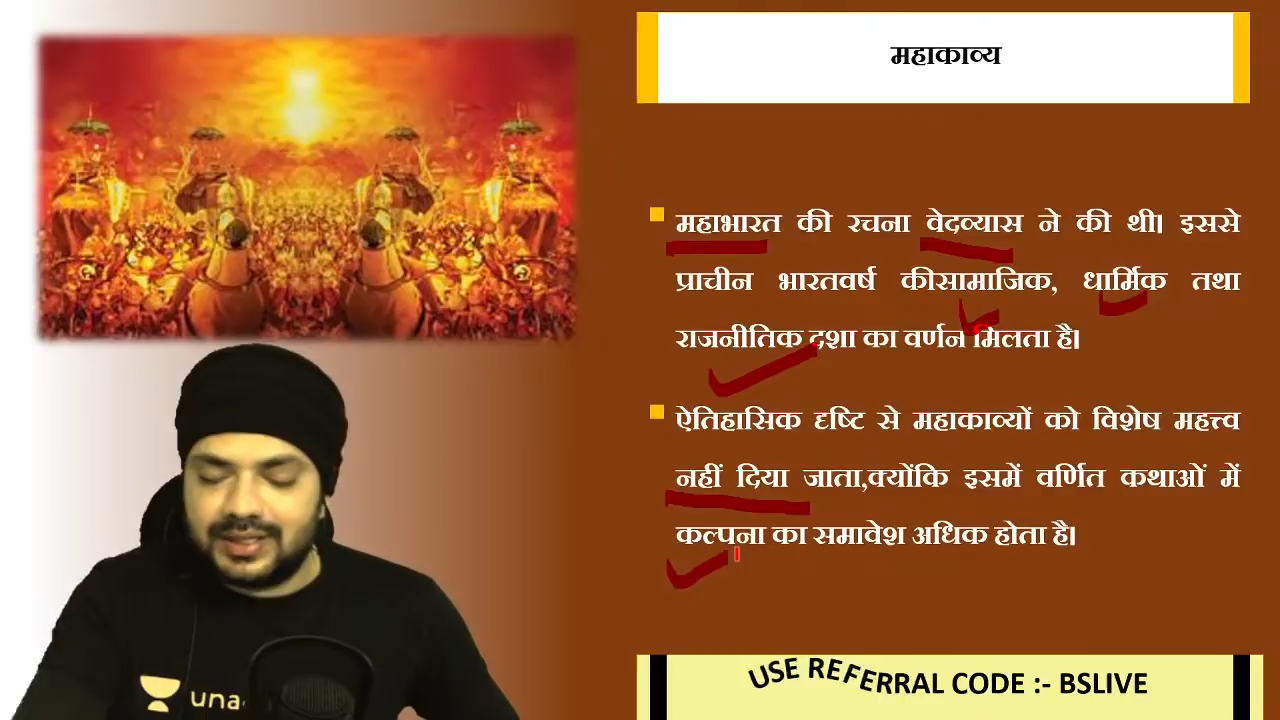 महाकाव्य
महाभारत की रचना वेदव्यास ने की थी। इससे
प्राचीन भारतवर्ष कीसामाजिक, धार्मिक तथा
राजनीतिक दशा का वर्णन मिलता है।
ऐतिहासिक दृष्टि से महाकाव्यों को विशेष महत्त्व
नहीं दिया जाता,क्योंकि इसमें वर्णित कथाओं में
कल्पना का समावेश अधिक होता है।
una
USE REFERRAL CODE :- BSLIVE